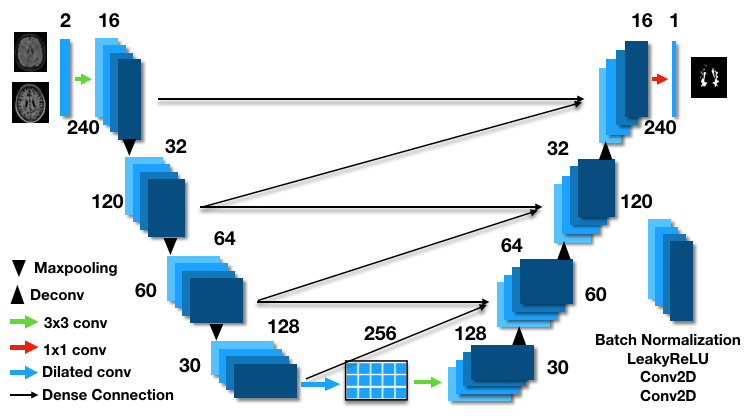 2 16 16 1
240 240
32 32
120 120
64 64
60 60
128 256 128
30 30
Maxpooling
Deconv
3x3 conv
1x1 conv
Dilated conv
Dense Connection
Batch Normalization
LeakyReLU
Conv2D
Conv2D